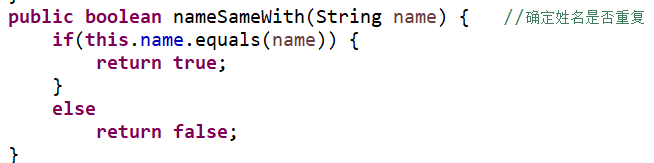 public boolean nameSameWith(String name) {   //确定姓名是否重复
    if(this.name.equals(name)) {
        return true;
    }
    else
        return false;
}